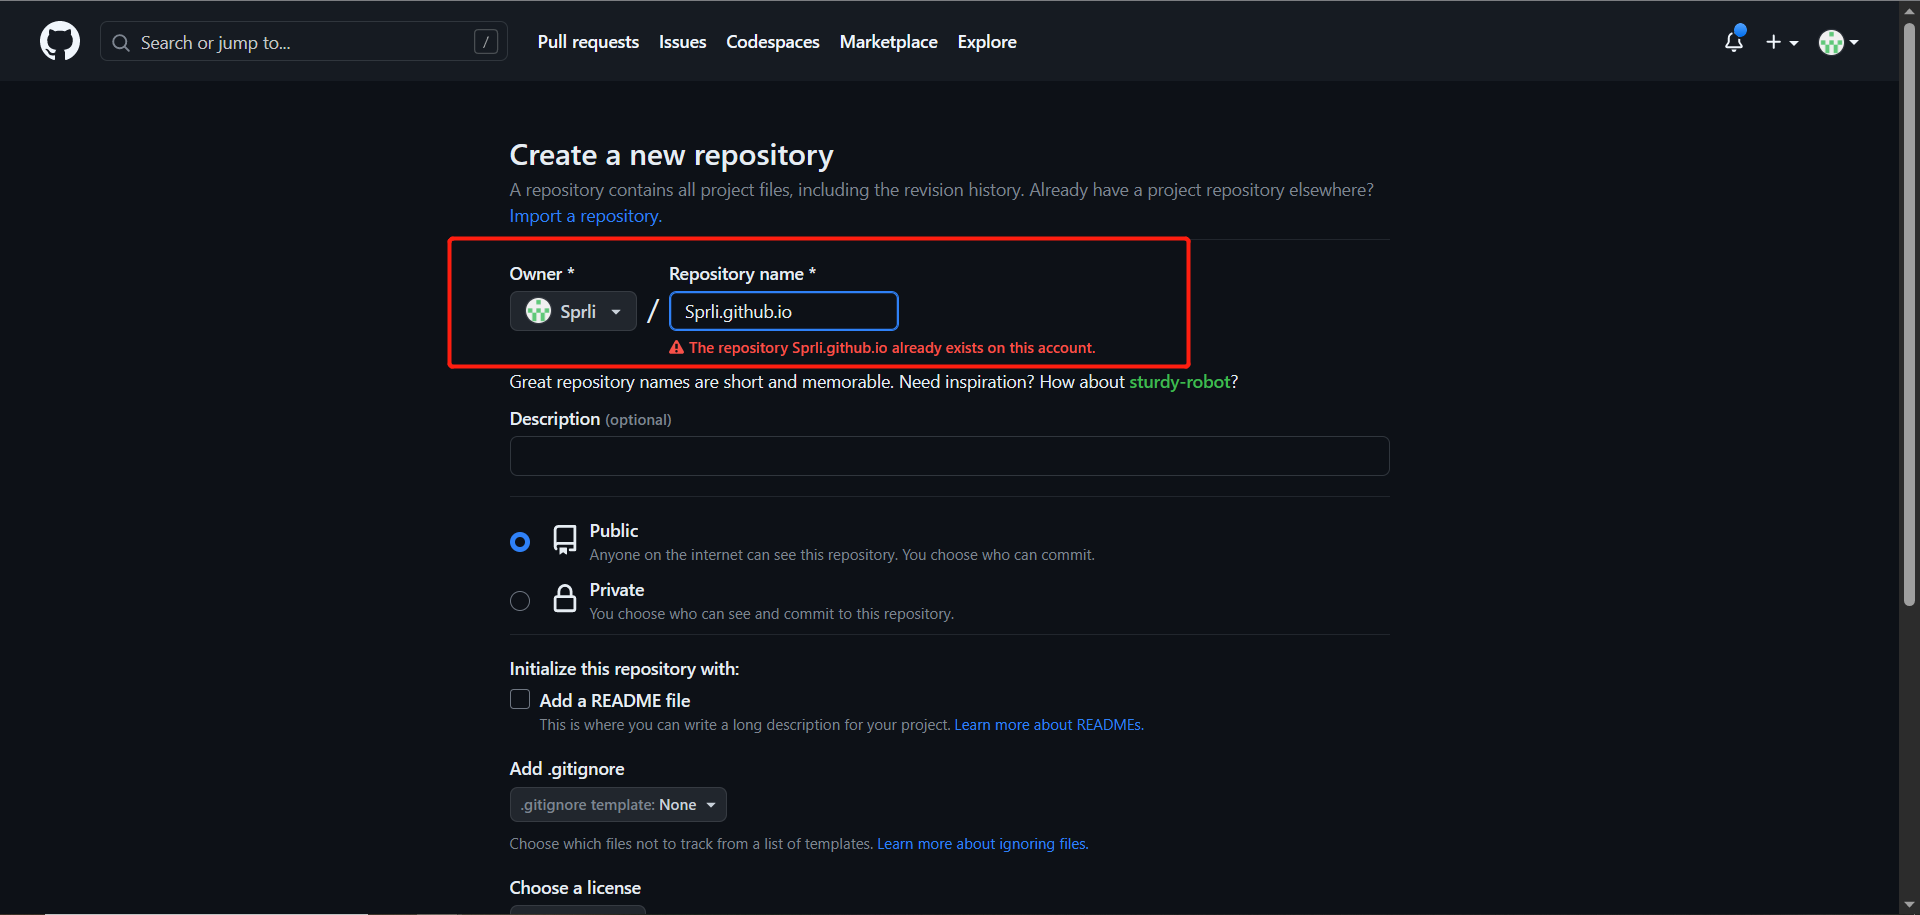 Search or jump to... /
Pull requests Issues Codespaces Marketplace Explore
Create a new repository
A repository contains all project files, including the revision history. Already have a project repository elsewhere?
Import a repository.
Owner * Repository name *
Sprli / Sprli.github.io
The repository Sprli.github.io already exists on this account.
Great repository names are short and memorable. Need inspiration? How about sturdy-robot?
Description (optional)
Public
Anyone on the internet can see this repository. You choose who can commit.
Private
You choose who can see and commit to this repository.
Initialize this repository with:
Add a README file
This is where you can write a long description for your project. Learn more about READMEs.
Add .gitignore
.gitignore template: None
Choose which files not to track from a list of templates. Learn more about ignoring files.
Choose a license